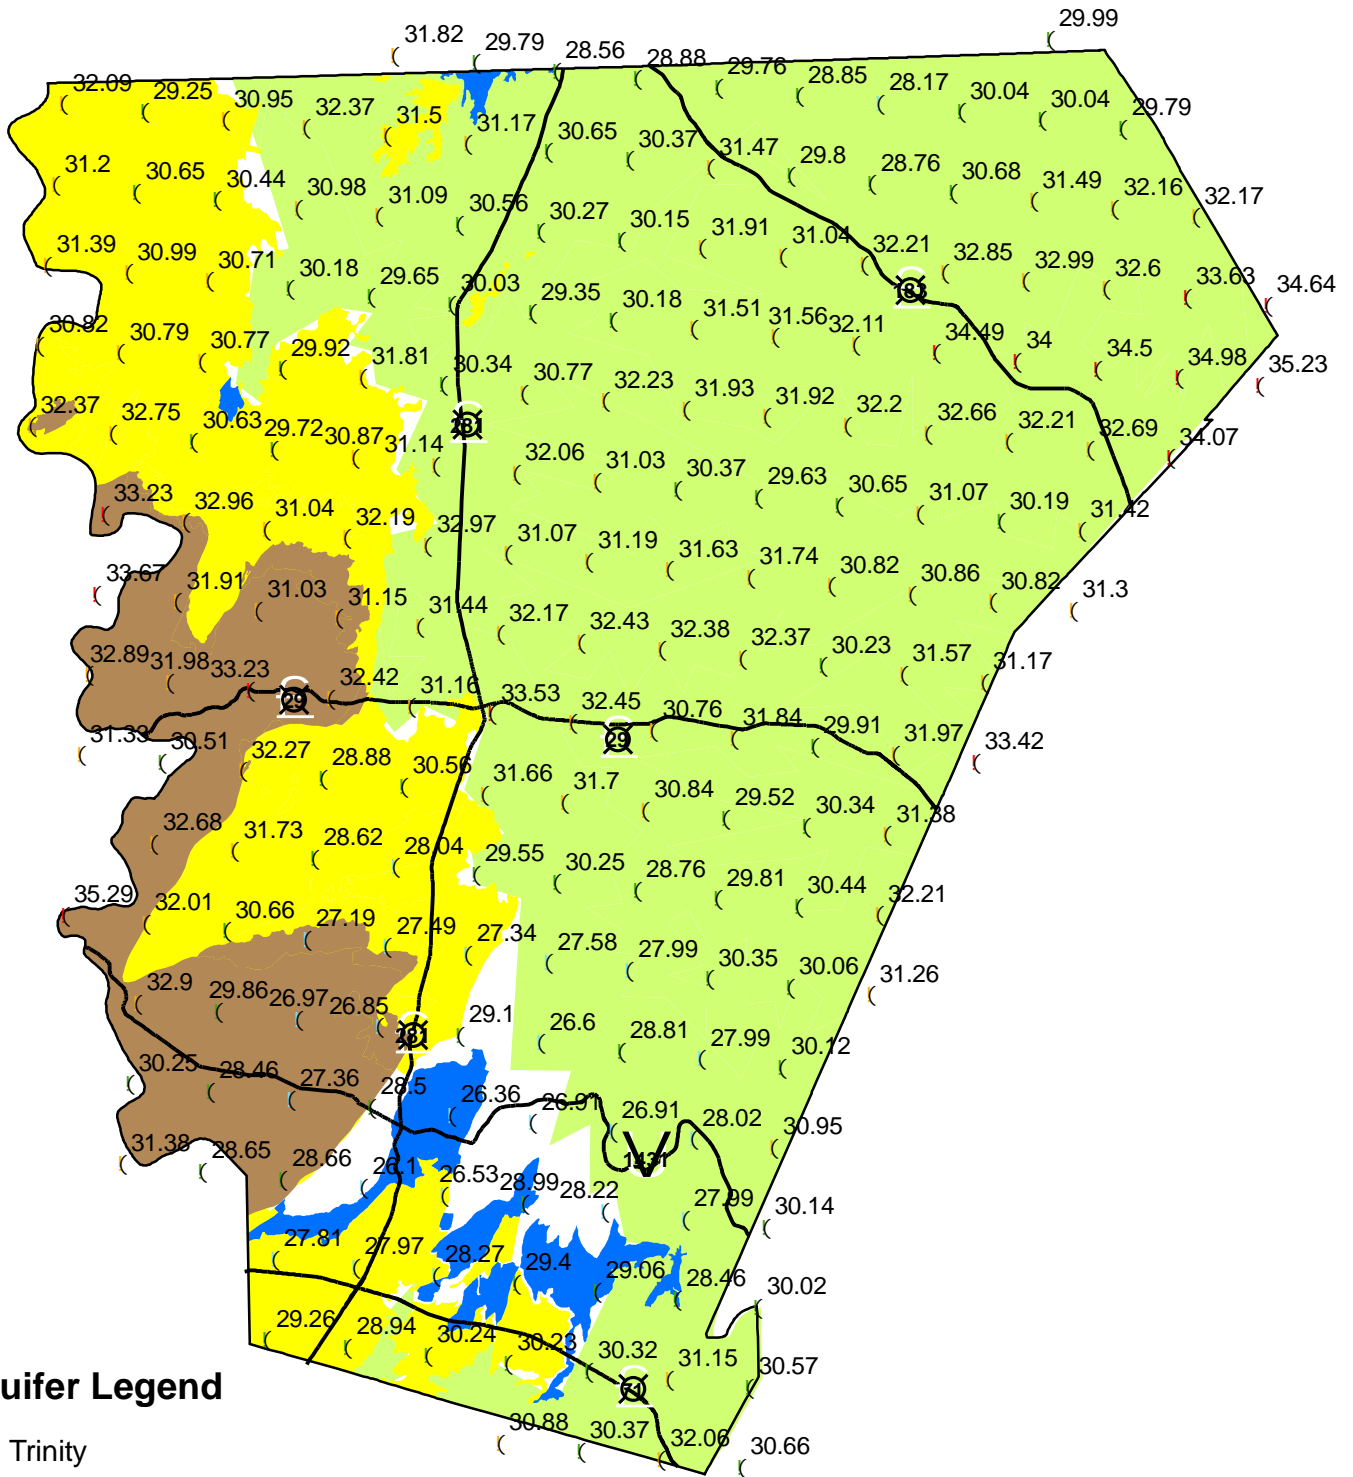 29.99
31.82 29.79 28.56 28.88 29.76 28.85 28.17 30.04 30.04 29.79
32.09 29.25 30.95 32.37 31.5 31.17 30.65 30.37 31.47 29.8 28.76 30.68 31.49 32.16 32.17
31.2 30.65 30.44 30.98 31.09 30.56 30.27 30.15 31.91 31.04 32.21 32.85 32.99 32.6 33.63 34.64
31.39 30.99 30.71 30.18 29.65 30.03 29.35 30.18 31.51 31.56 32.11 183 34.49 34 34.5 34.98 35.23
30.82 30.79 30.77 29.92 31.81 30.34 30.77 32.23 31.93 31.92 32.2 32.66 32.21 32.69 34.07
32.37 32.75 30.63 29.72 30.87 31.14 281 32.06 31.03 30.37 29.63 30.65 31.07 30.19 31.42
33.23 32.96 31.04 32.19 32.97 31.07 31.19 31.63 31.74 30.82 30.86 30.82 31.3
33.67 31.91 31.03 31.15 31.44 32.17 32.43 32.38 32.37 30.23 31.57 31.17
32.89 31.98 33.23 29 32.42 31.16 33.53 32.45 30.76 31.84 29.91 31.97 33.42
31.33 30.51 32.27 28.88 30.56 31.66 31.7 29 30.84 29.52 30.34 31.38
32.68 31.73 28.62 28.04 29.55 30.25 28.76 29.81 30.44 32.21
35.29 32.01 30.66 27.19 27.49 27.34 27.58 27.99 30.35 30.06 31.26
32.9 29.86 26.97 26.85 281 29.1 26.6 28.81 27.99 30.12
30.25 28.46 27.36 28.5 26.36 26.91 26.91 28.02 30.95
31.38 28.65 28.66 26.1 26.53 28.99 28.22 1431 27.99 30.14
27.81 27.97 28.27 29.4 29.06 28.46 30.02
29.26 28.94 30.24 30.23 30.32 31.15 30.57
71
uifer Legend
30.88 30.37 32.06 30.66
Trinity